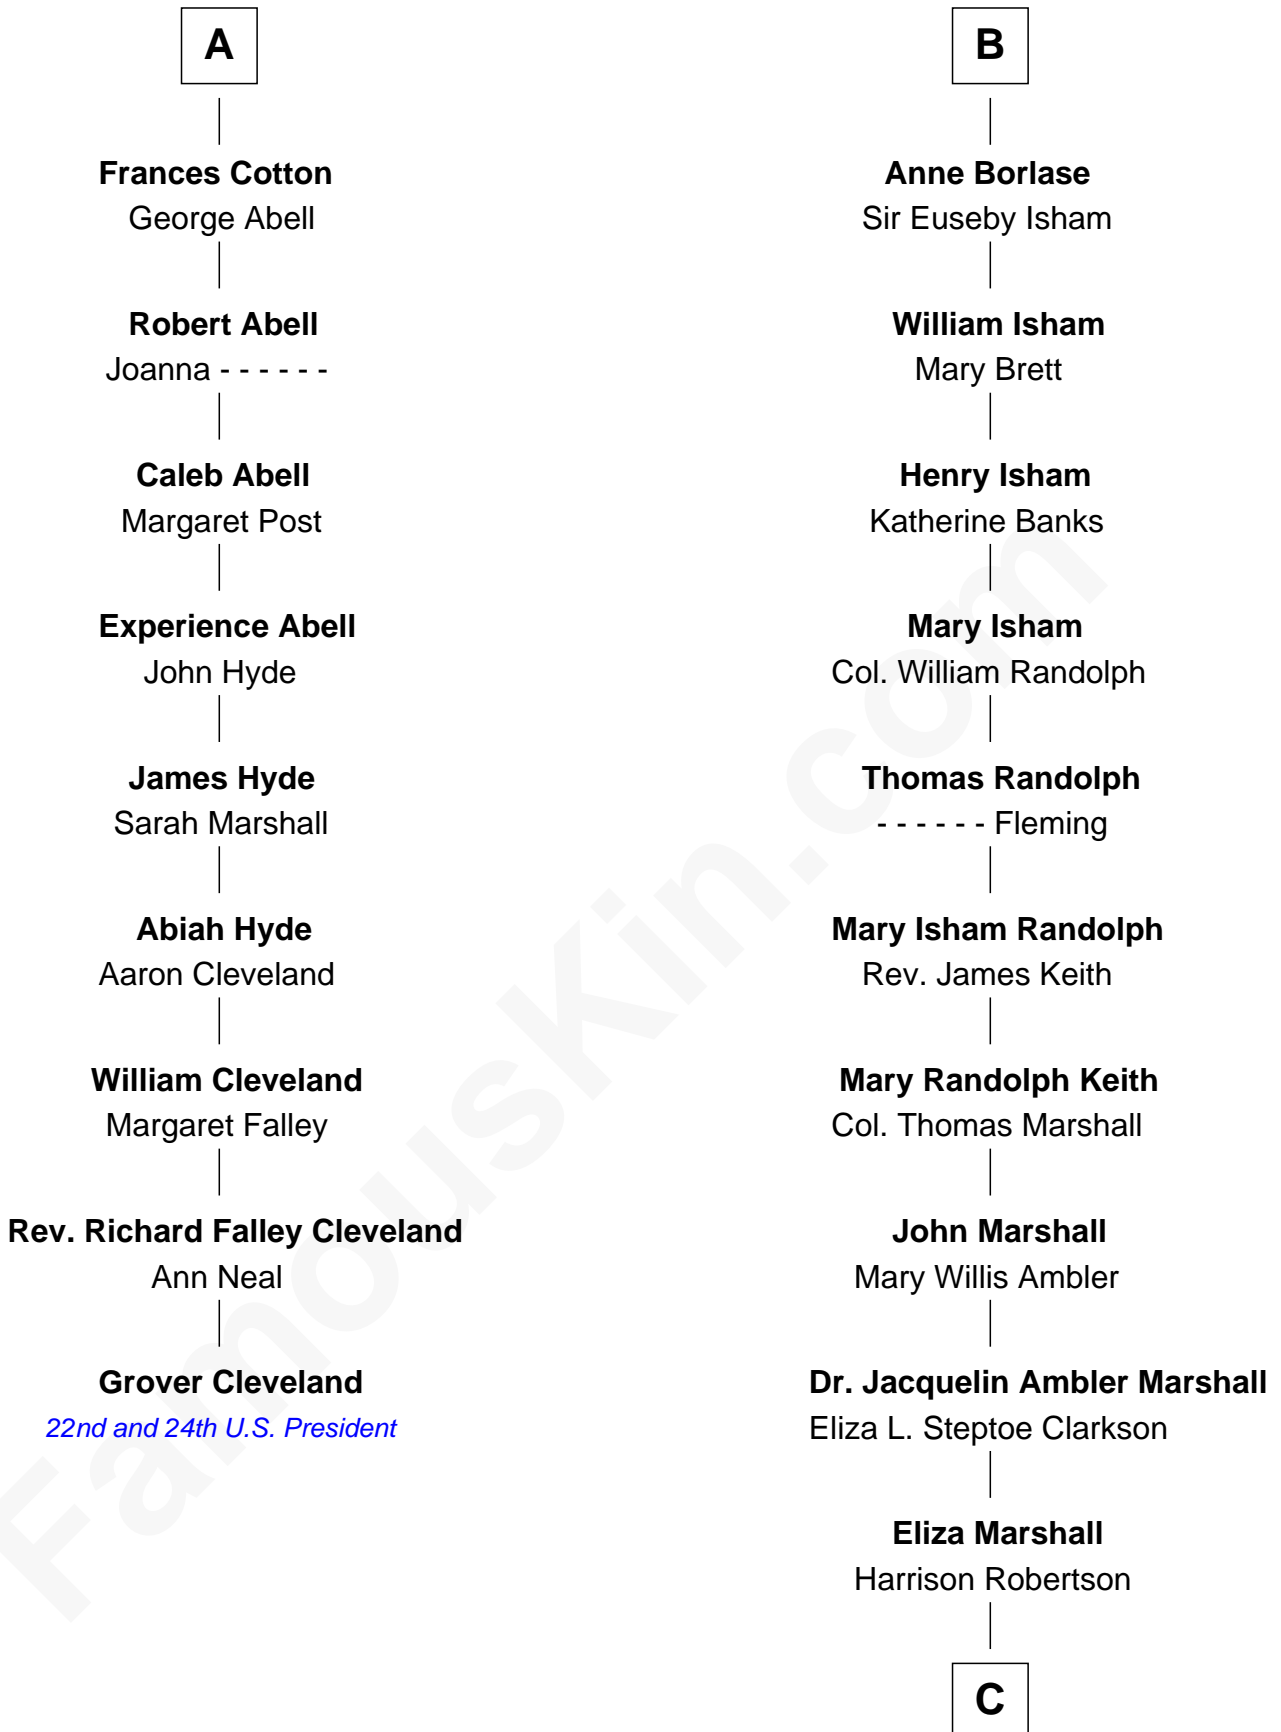 A
Frances Cotton
George Abell
Robert Abell
Joanna - - - - - -
Caleb Abell
Margaret Post
Experience Abell
John Hyde
James Hyde
Sarah Marshall
Abiah Hyde
Aaron Cleveland
William Cleveland
Margaret Falley
Rev. Richard Falley Cleveland
Ann Neal
Grover Cleveland
22nd and 24th U.S. President
B
Anne Borlase
Sir Euseby Isham
William Isham
Mary Brett
Henry Isham
Katherine Banks
Mary Isham
Col. William Randolph
Thomas Randolph
- - - - - - Fleming
Mary Isham Randolph
Rev. James Keith
Mary Randolph Keith
Col. Thomas Marshall
John Marshall
Mary Willis Ambler
Dr. Jacquelin Ambler Marshall
Eliza L. Steptoe Clarkson
Eliza Marshall
Harrison Robertson
C
FamousKin.com